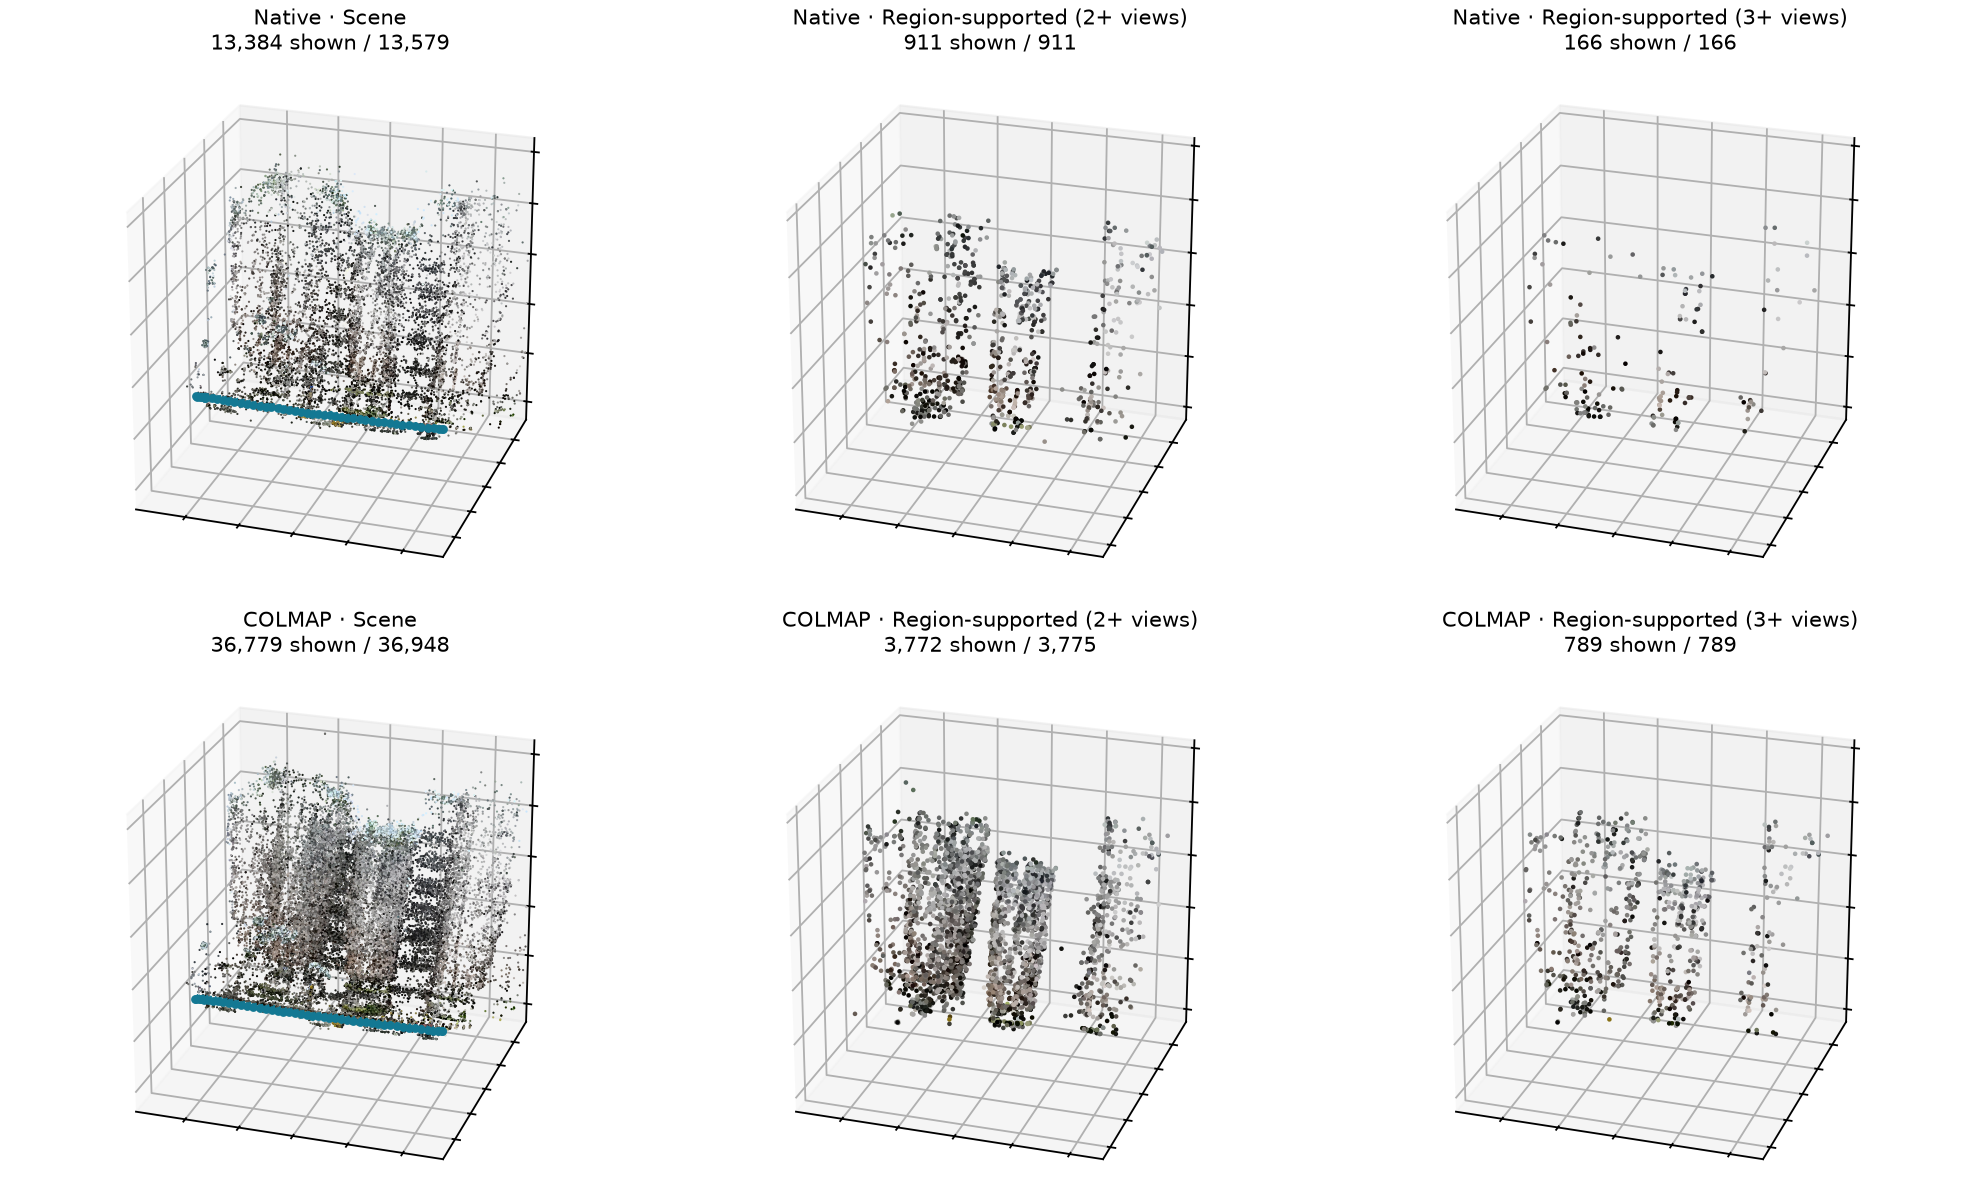 Native · Scene
13,384 shown / 13,579
Native · Region-supported (2+ views)
911 shown / 911
Native · Region-supported (3+ views)
166 shown / 166
COLMAP · Scene
36,779 shown / 36,948
COLMAP · Region-supported (2+ views)
3,772 shown / 3,775
COLMAP · Region-supported (3+ views)
789 shown / 789